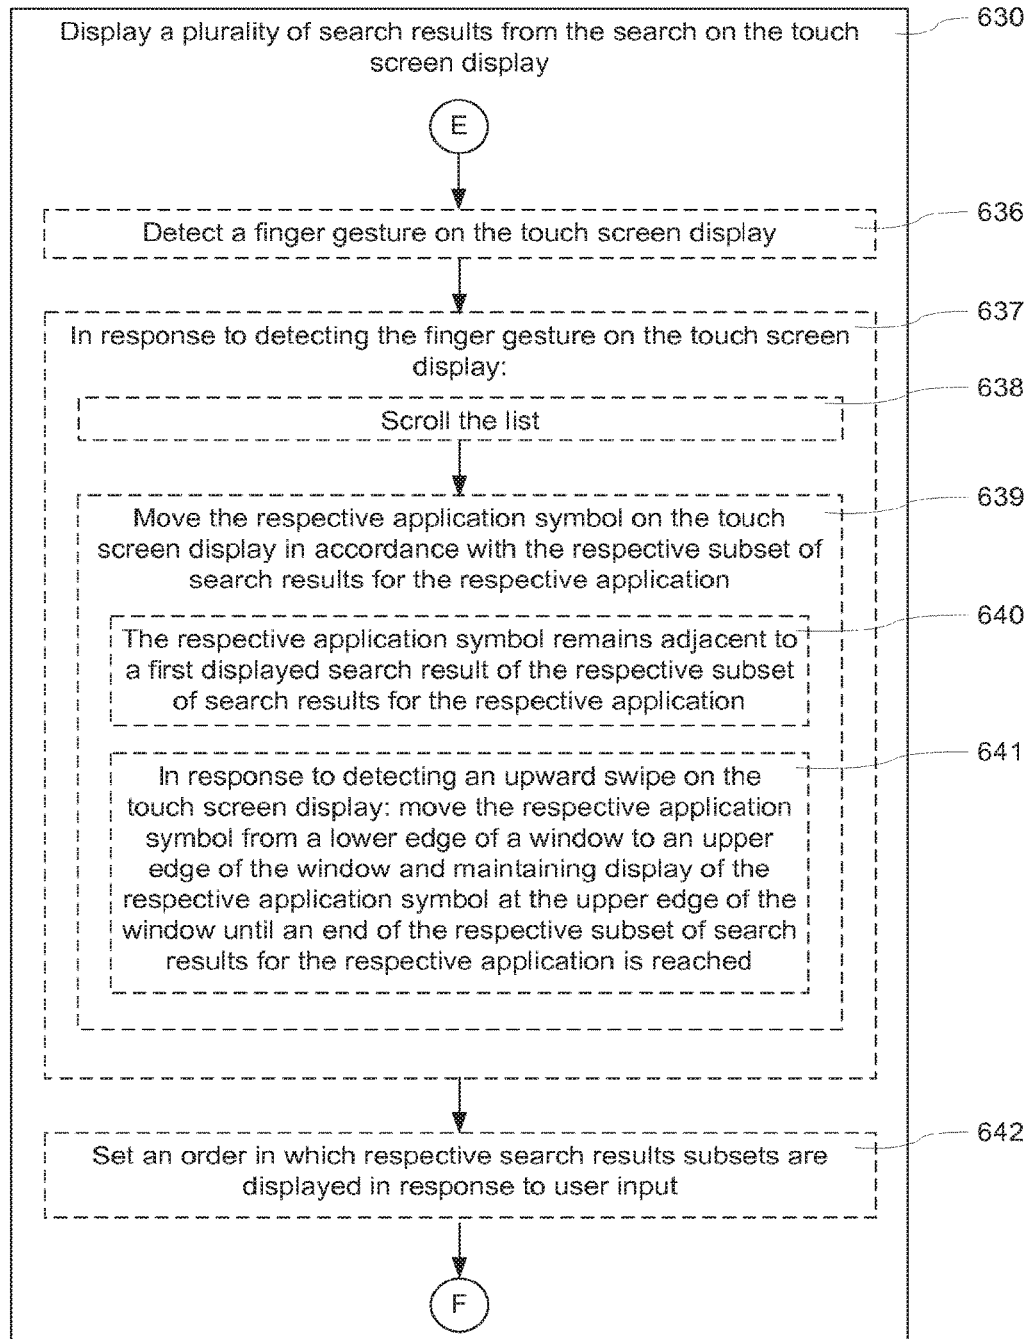 Display a plurality of search results from the search on the touch
screen display
630
E
636
Detect a finger gesture on the touch screen display
637
In response to detecting the finger gesture on the touch screen
display:
638
Scroll the list
639
Move the respective application symbol on the touch
screen display in accordance with the respective subset of
search results for the respective application
640
The respective application symbol remains adjacent to
a first displayed search result of the respective subset
of search results for the respective application
641
In response to detecting an upward swipe on the
touch screen display: move the respective application
symbol from a lower edge of a window to an upper
edge of the window and maintaining display of the
respective application symbol at the upper edge of the
window until an end of the respective subset of search
results for the respective application is reached
642
Set an order in which respective search results subsets are
displayed in response to user input
F